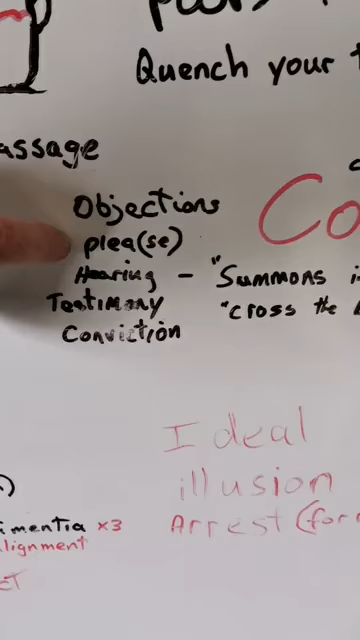 Quench your
assage
Objections
plea(se)
Hearing - "Summons
Testimony "cross the
Conviction
Co
Ideal
illusion
Arrest (for
imentia x3
lignment